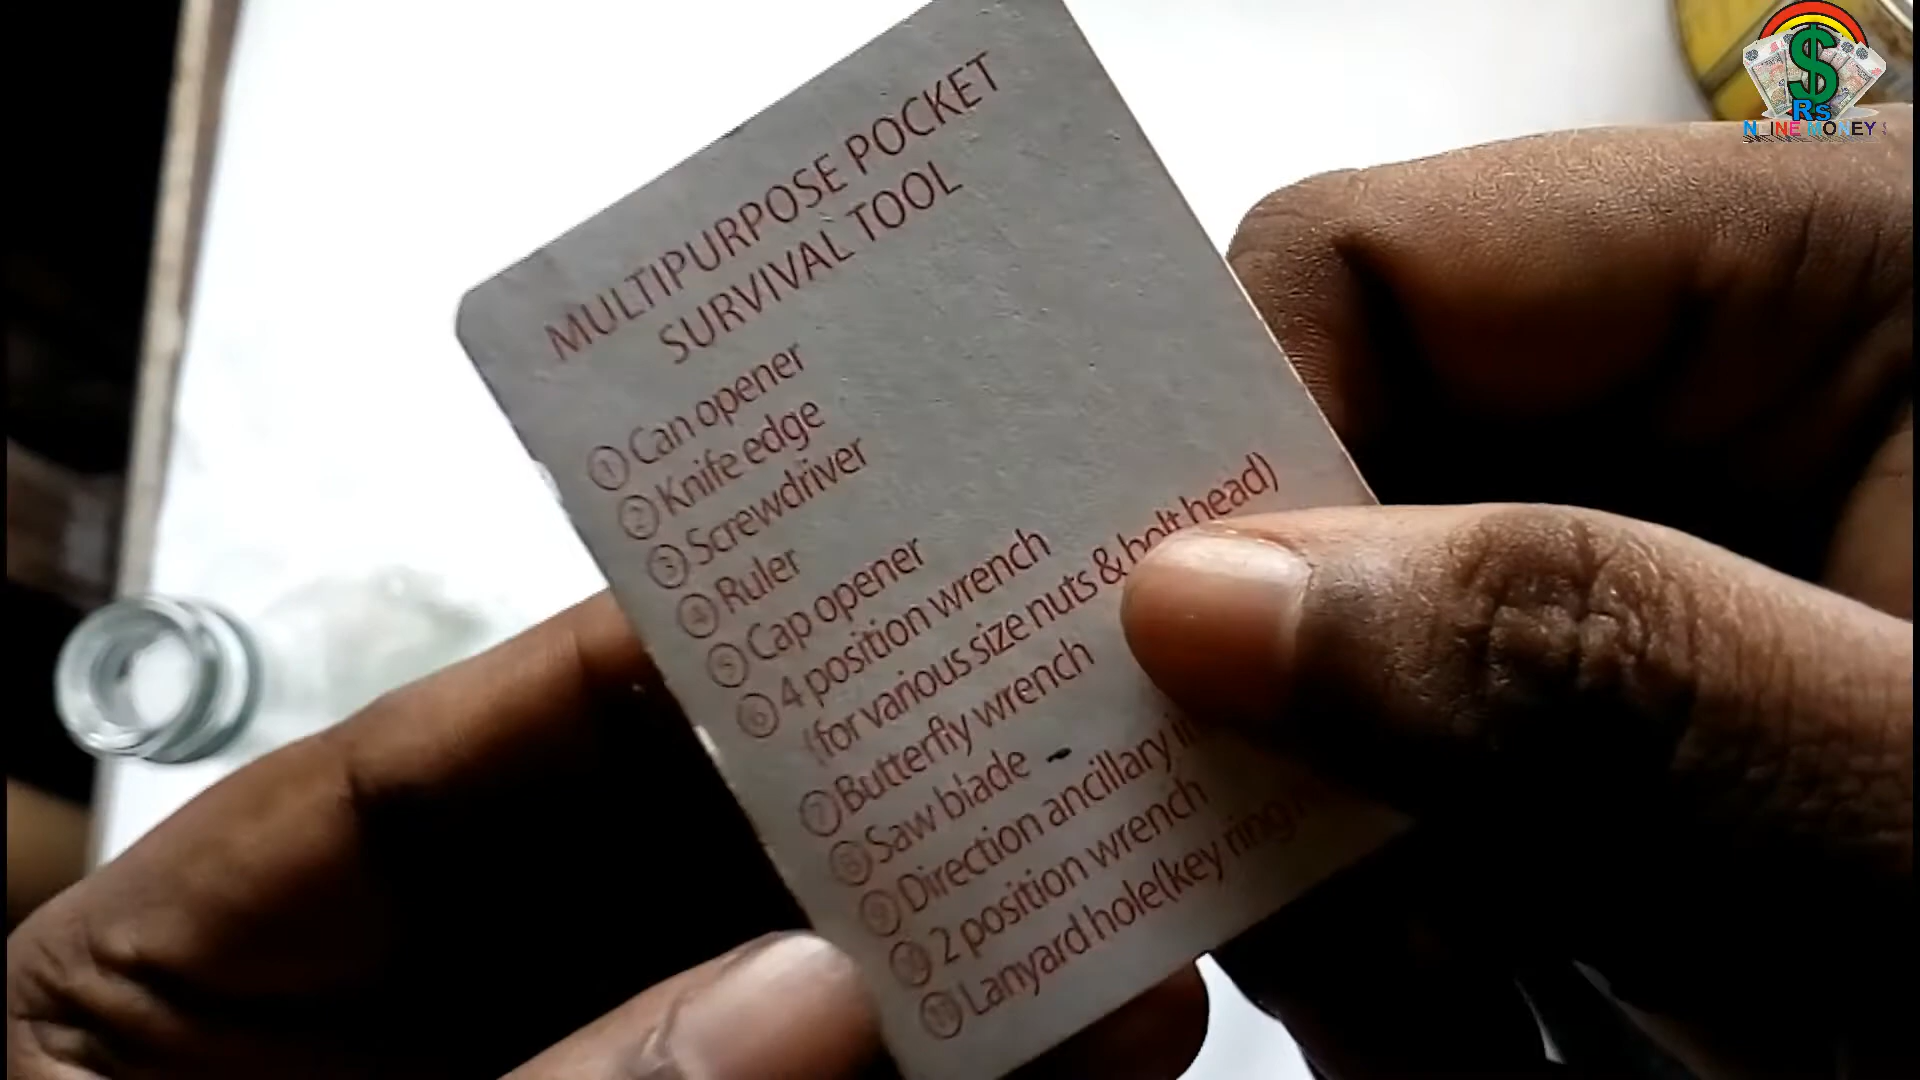 MULTIPURPOSE POCKET
SURVIVAL TOOL
① Can opener
② Knife edge
③ Screwdriver
④ Ruler
⑤ Cap opener
⑥ 4 position wrench
(for various size nuts & bolt head)
⑦ Butterfly wrench
⑧ Saw blade
⑨ Direction ancillary
⑩ 2 position wrench
⑪ Lanyard hole(key ring
$
Rs
NLINE MONEY